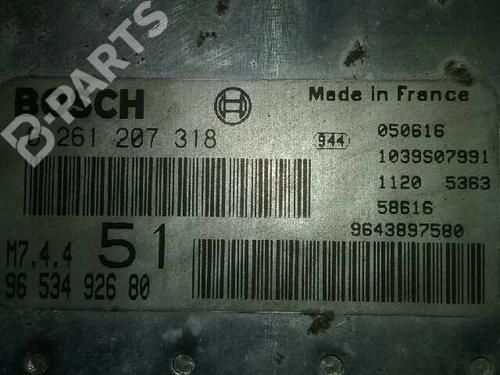 B-PARTS
BOSCH
Made in France
0 261 207 318
944
050616
1039S07991
1120 5363
58616
9643897580
M7.4.4
51
96 534 926 80